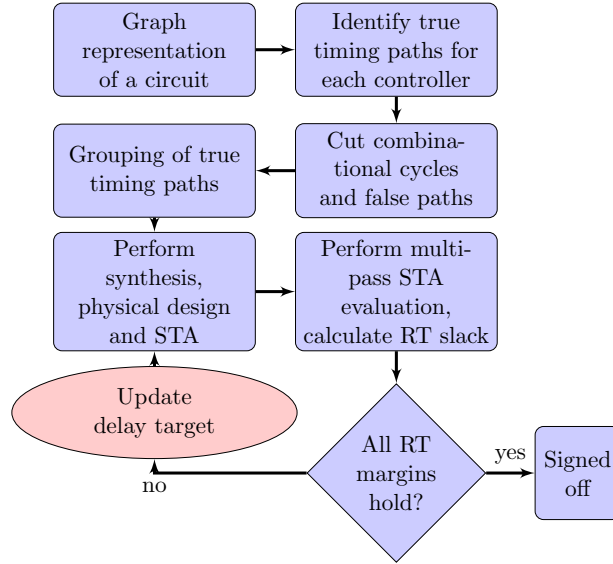 Graph
representation
of a circuit
Identify true
timing paths for
each controller
Grouping of true
timing paths
Cut combina-
tional cycles
and false paths
Perform
synthesis,
physical design
and STA
Perform multi-
pass STA
evaluation,
calculate RT slack
Update
delay target
All RT
margins
hold?
yes
Signed
off
no